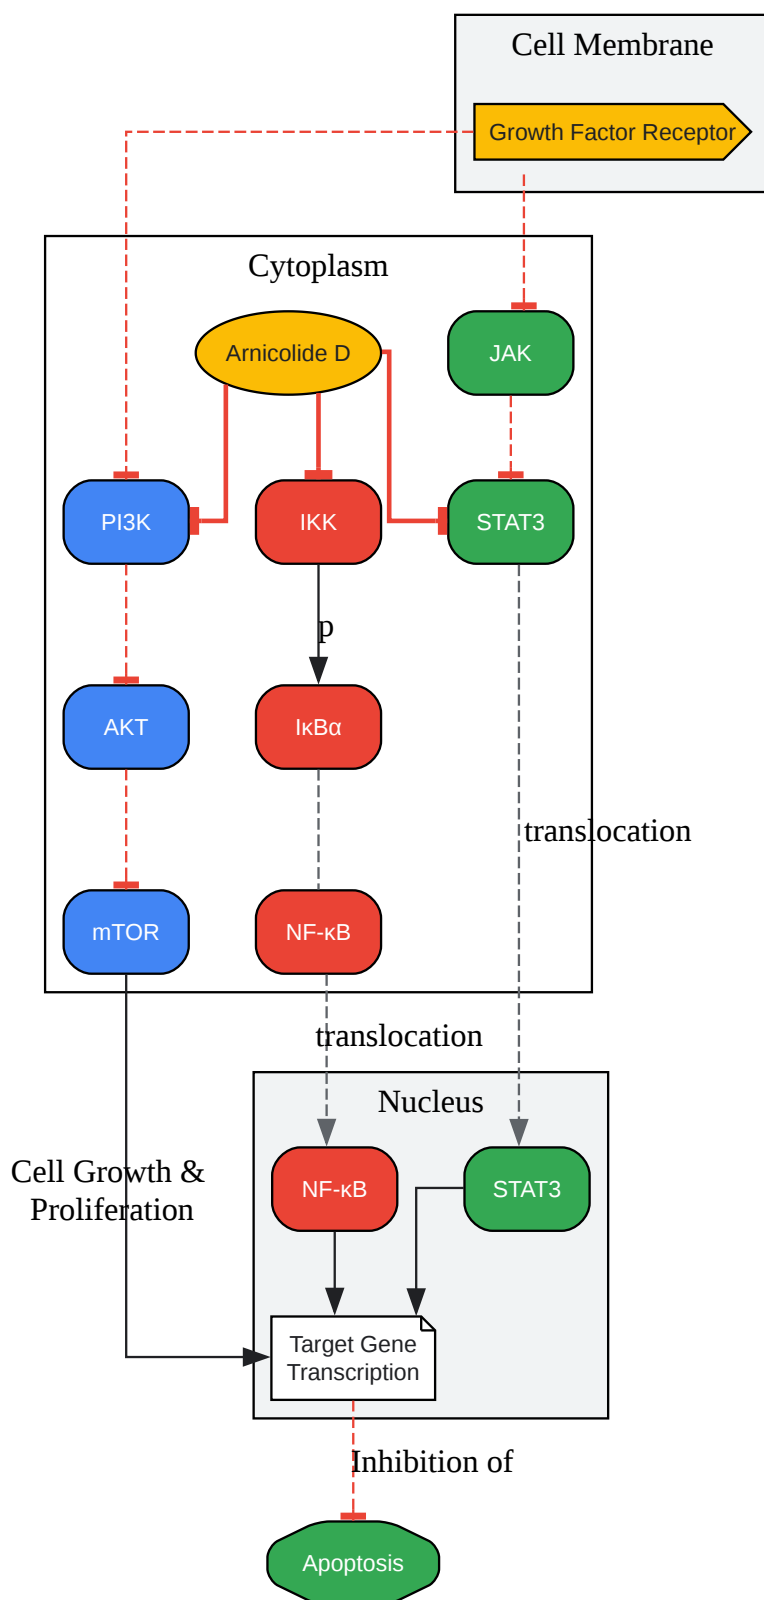 Cell Membrane
Growth Factor Receptor
Cytoplasm
Arnicolide D
JAK
PI3K
IKK
STAT3
p
AKT
IκBα
translocation
mTOR
NF-κB
translocation
Nucleus
Cell Growth &
Proliferation
NF-κB
STAT3
Target Gene
Transcription
Inhibition of
Apoptosis